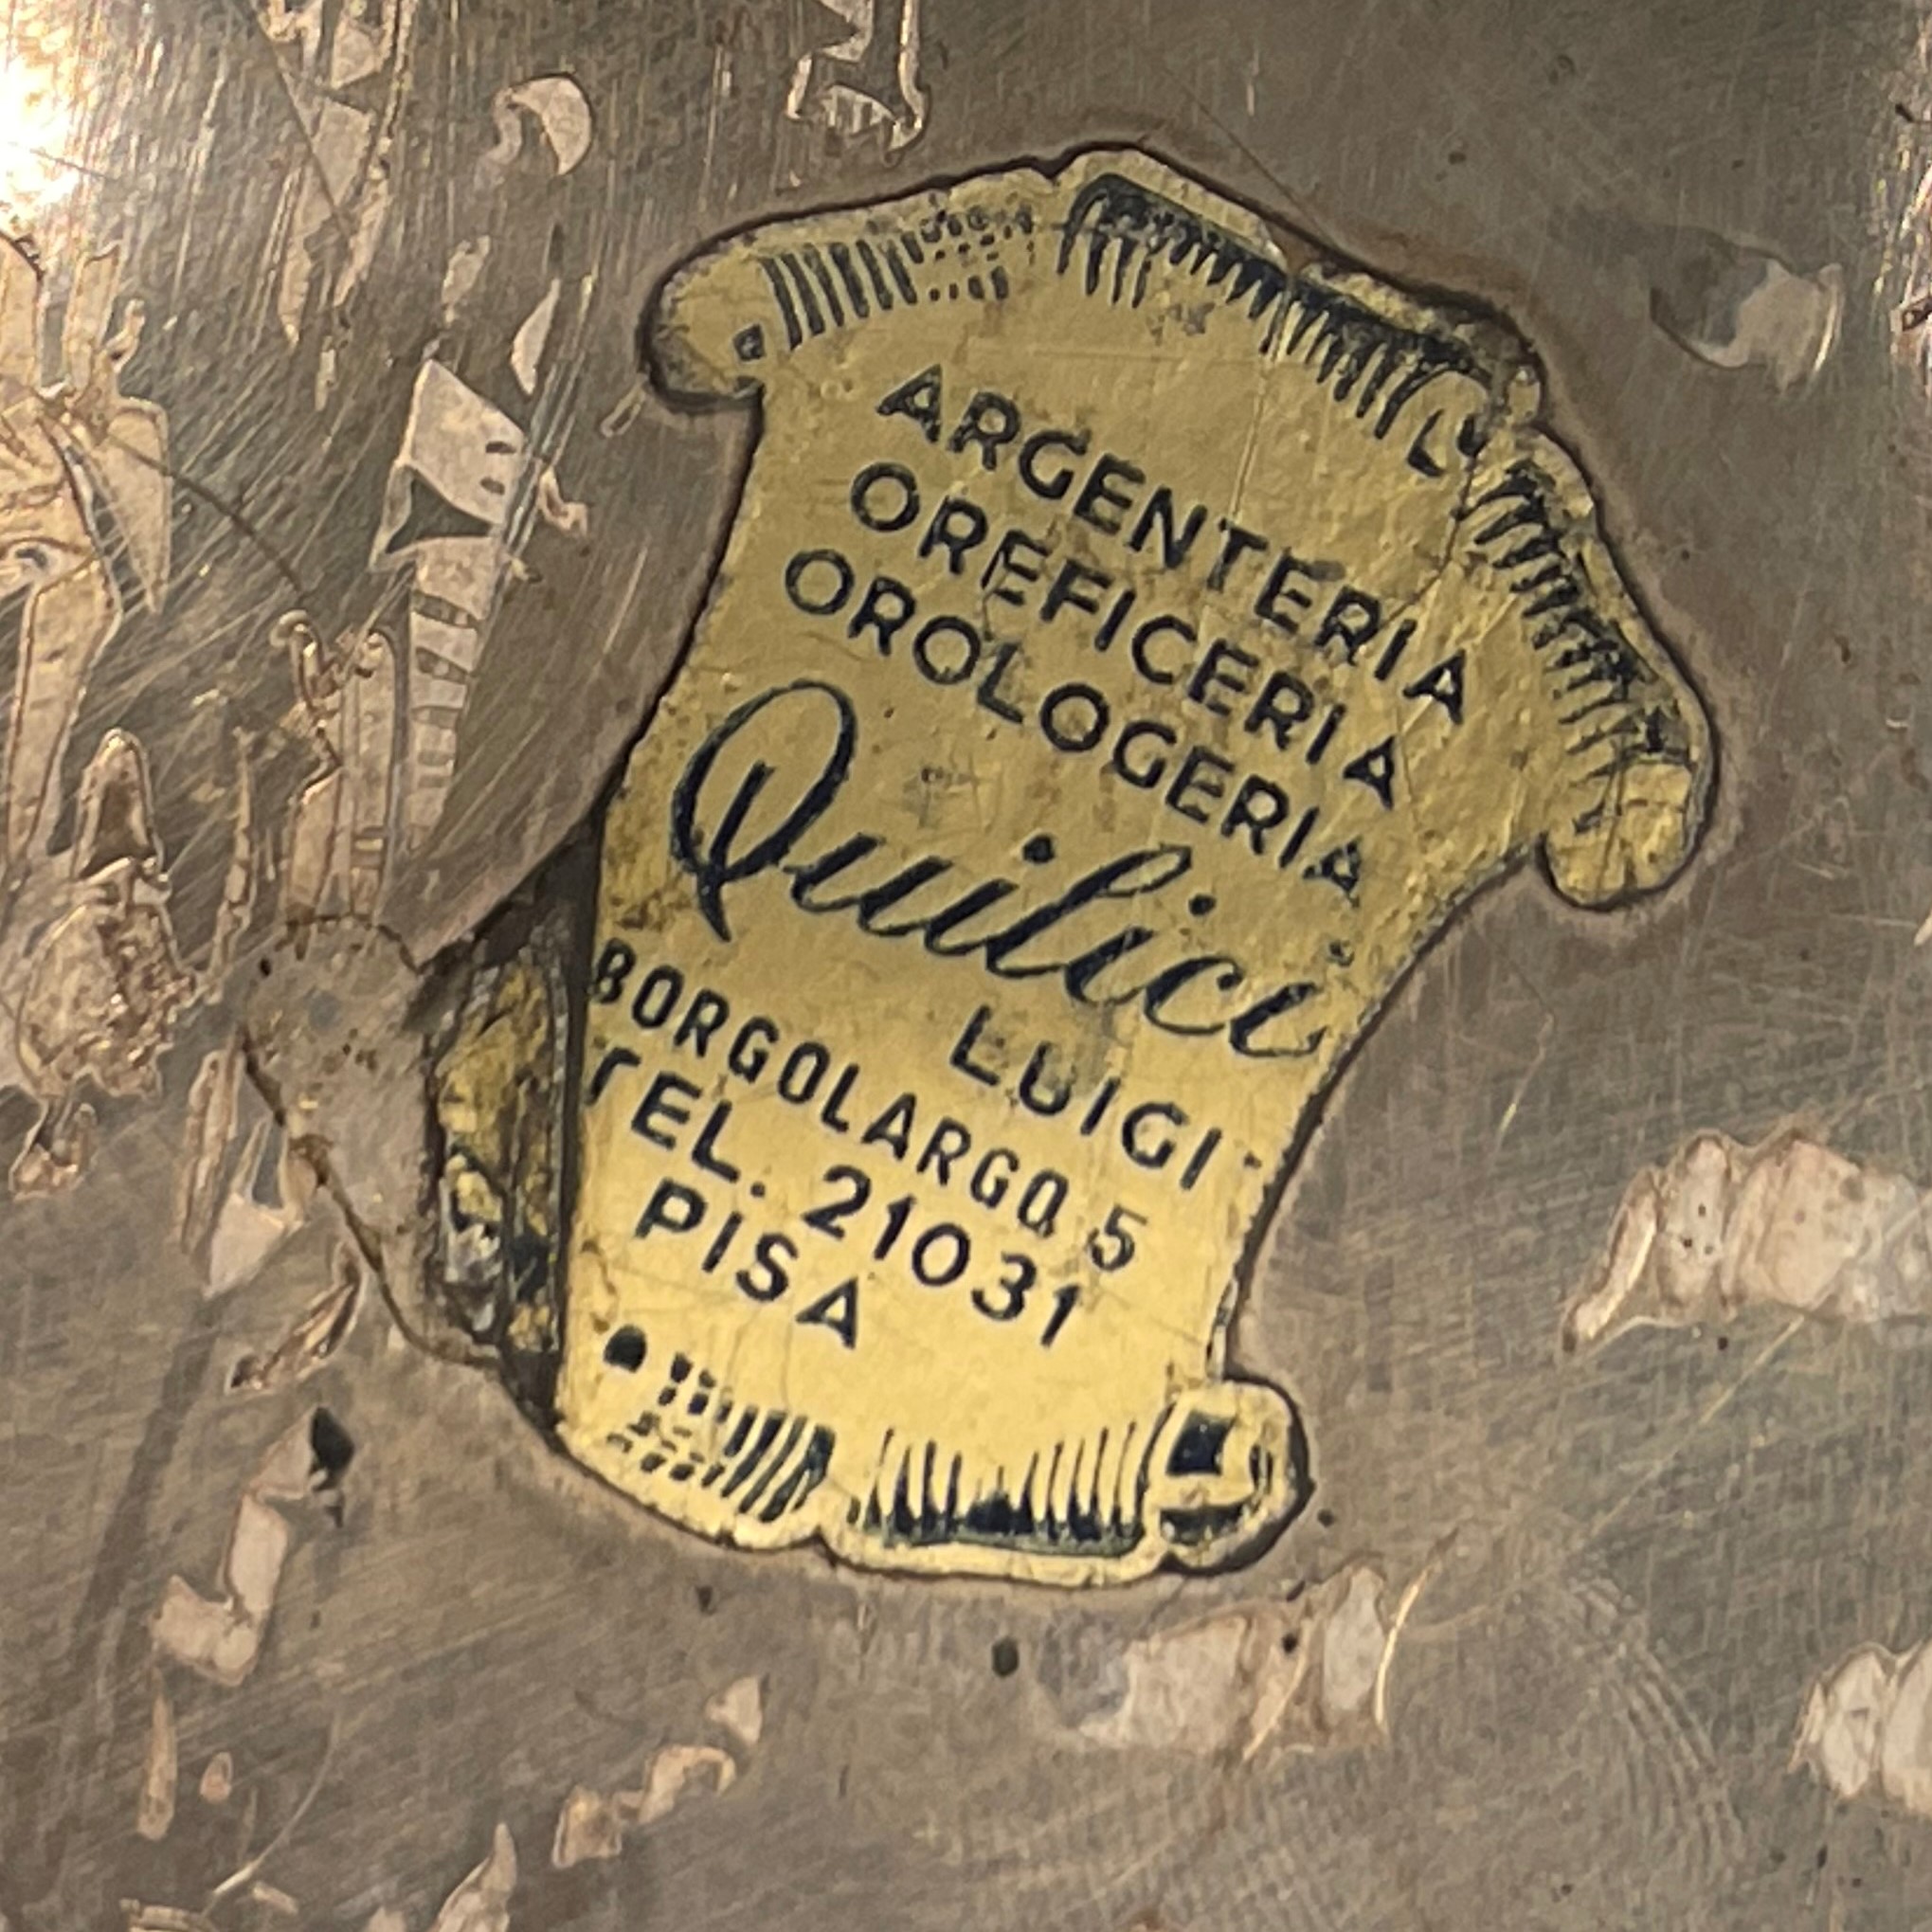 ARGENTERIA
OREFICERIA
OROLOGERIA
Quilici
LUIGI
BORGOLARGO, 5
TEL. 21031
PISA